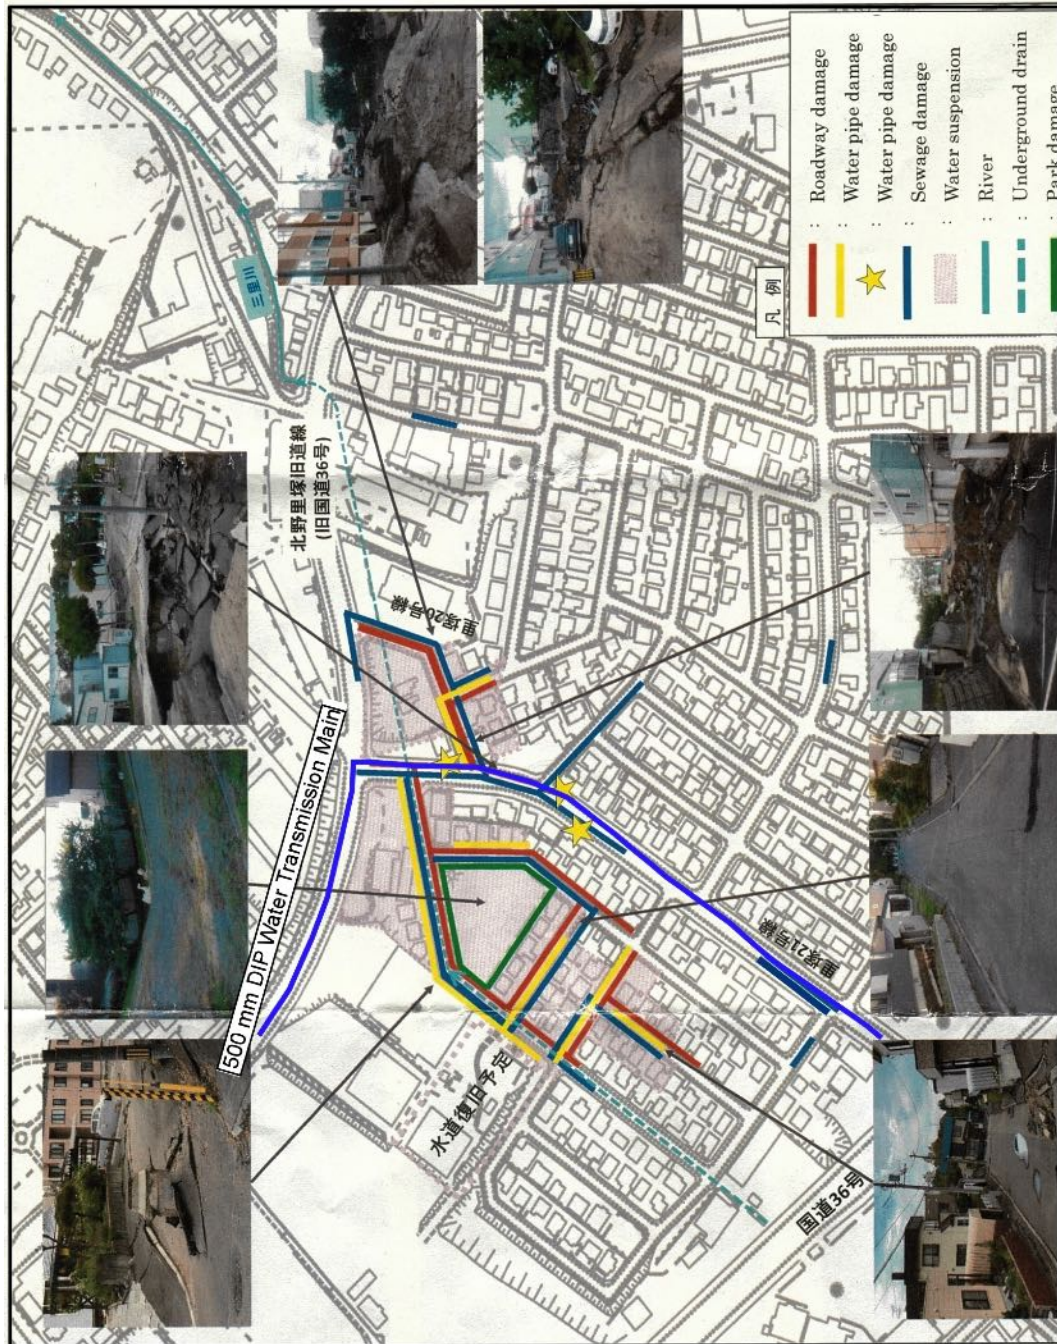 三里川
北野里塚旧道線
(旧国道36号)
里塚20号線
500 mm DIP Water Transmission Main
水道復旧予定
里塚21号線
国道36号
凡 例
: Roadway damage
: Water pipe damage
: Water pipe damage
: Sewage damage
: Water suspension
: River
: Underground drain
: Park damage